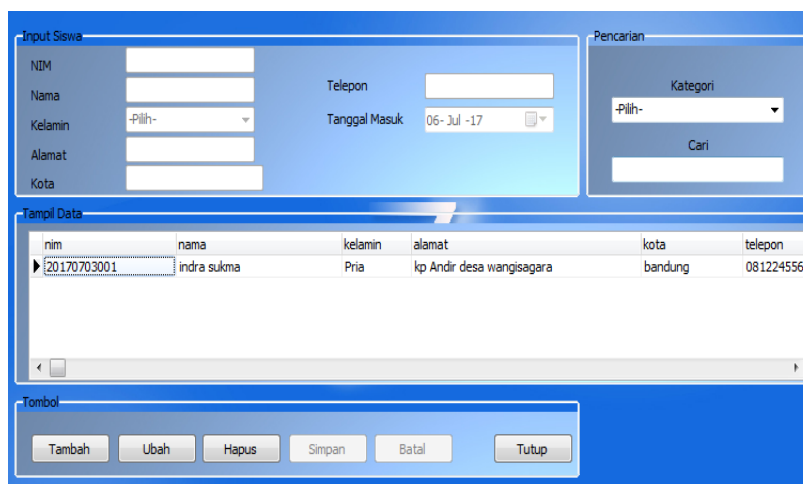 Input Siswa
NIM
Nama
Kelamin -Pilih-
Alamat
Kota
Telepon
Tanggal Masuk 06- Jul -17
Pencarian
Kategori
-Pilih-
Cari
Tampil Data
nim nama kelamin alamat kota telepon
20170703001 indra sukma Pria kp Andir desa wangisagara bandung 081224556
Tombol
Tambah Ubah Hapus Simpan Batal Tutup